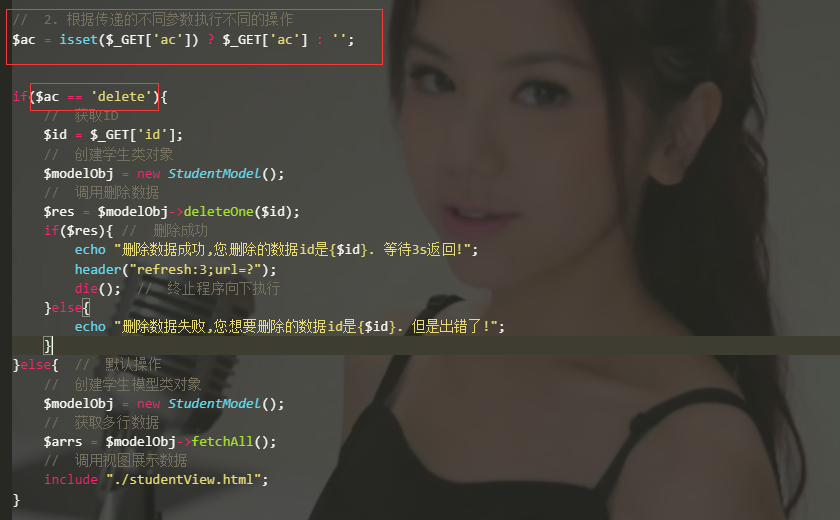 // 2. 根据传递的不同参数执行不同的操作
$ac = isset($_GET['ac']) ? $_GET['ac'] : '';
if($ac == 'delete'){
// 获取ID
$id = $_GET['id'];
// 创建学生类对象
$modelObj = new StudentModel();
// 调用删除数据
$res = $modelObj->deleteOne($id);
if($res){ // 删除成功
echo "删除数据成功,您删除的数据id是{$id}. 等待3s返回!";
header("refresh:3;url=?");
die(); // 终止程序向下执行
}else{
echo "删除数据失败,您想要删除的数据id是{$id}. 但是出错了!";
}
}else{ // 默认操作
// 创建学生模型类对象
$modelObj = new StudentModel();
// 获取多行数据
$arrs = $modelObj->fetchAll();
// 调用视图展示数据
include "./studentView.html";
}